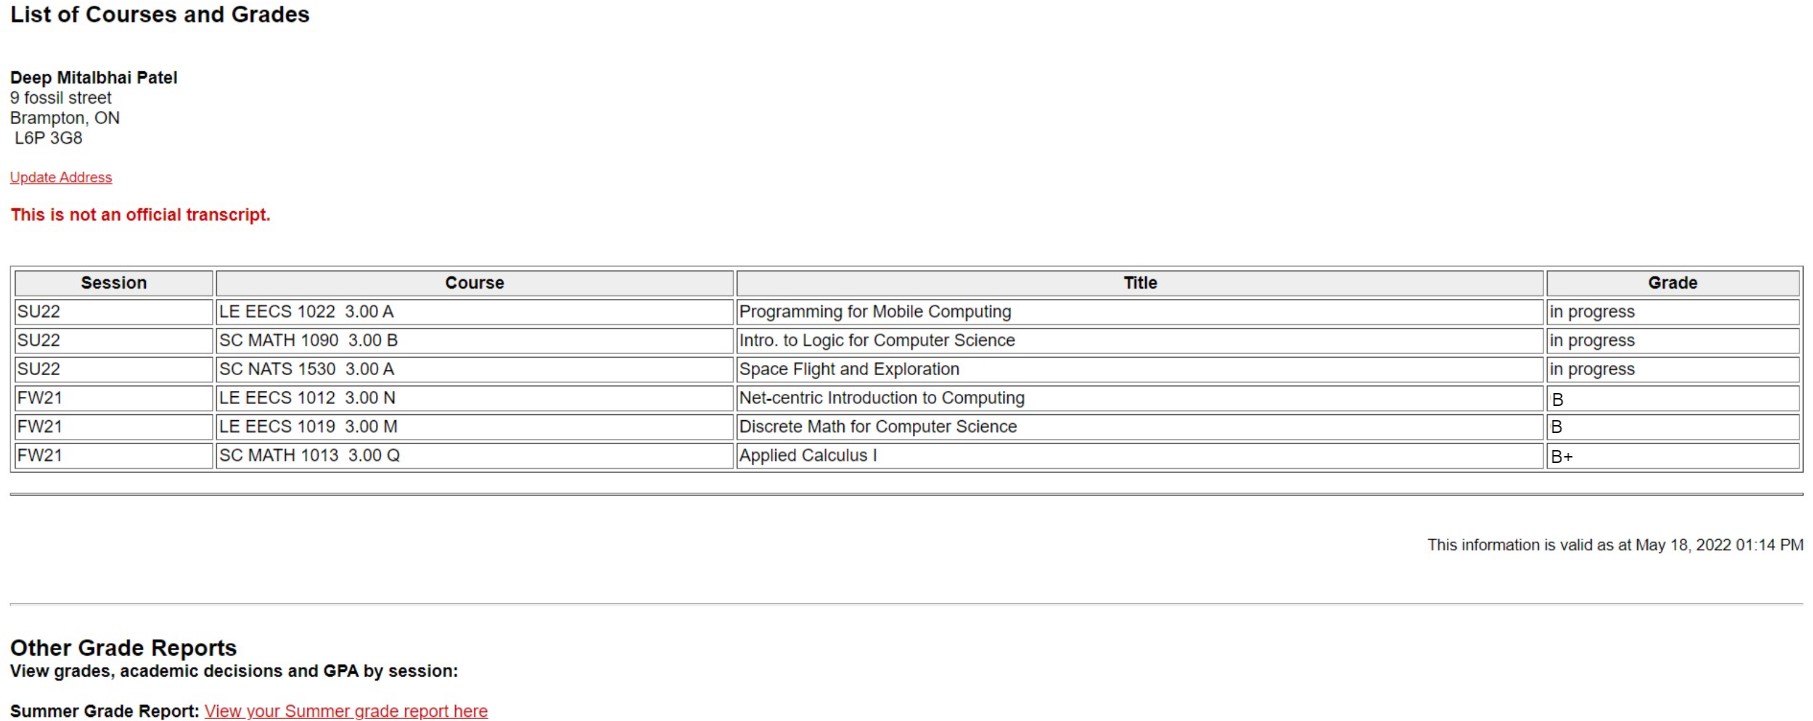 List of Courses and Grades
Deep Mitalbhai Patel
9 fossil street
Brampton, ON
L6P 3G8
Update Address
This is not an official transcript.
Session Course Title Grade
SU22 LE EECS 1022 3.00 A Programming for Mobile Computing in progress
SU22 SC MATH 1090 3.00 B Intro. to Logic for Computer Science in progress
SU22 SC NATS 1530 3.00 A Space Flight and Exploration in progress
FW21 LE EECS 1012 3.00 N Net-centric Introduction to Computing B
FW21 LE EECS 1019 3.00 M Discrete Math for Computer Science B
FW21 SC MATH 1013 3.00 Q Applied Calculus I B+
This information is valid as at May 18, 2022 01:14 PM
Other Grade Reports
View grades, academic decisions and GPA by session:
Summer Grade Report: View your Summer grade report here